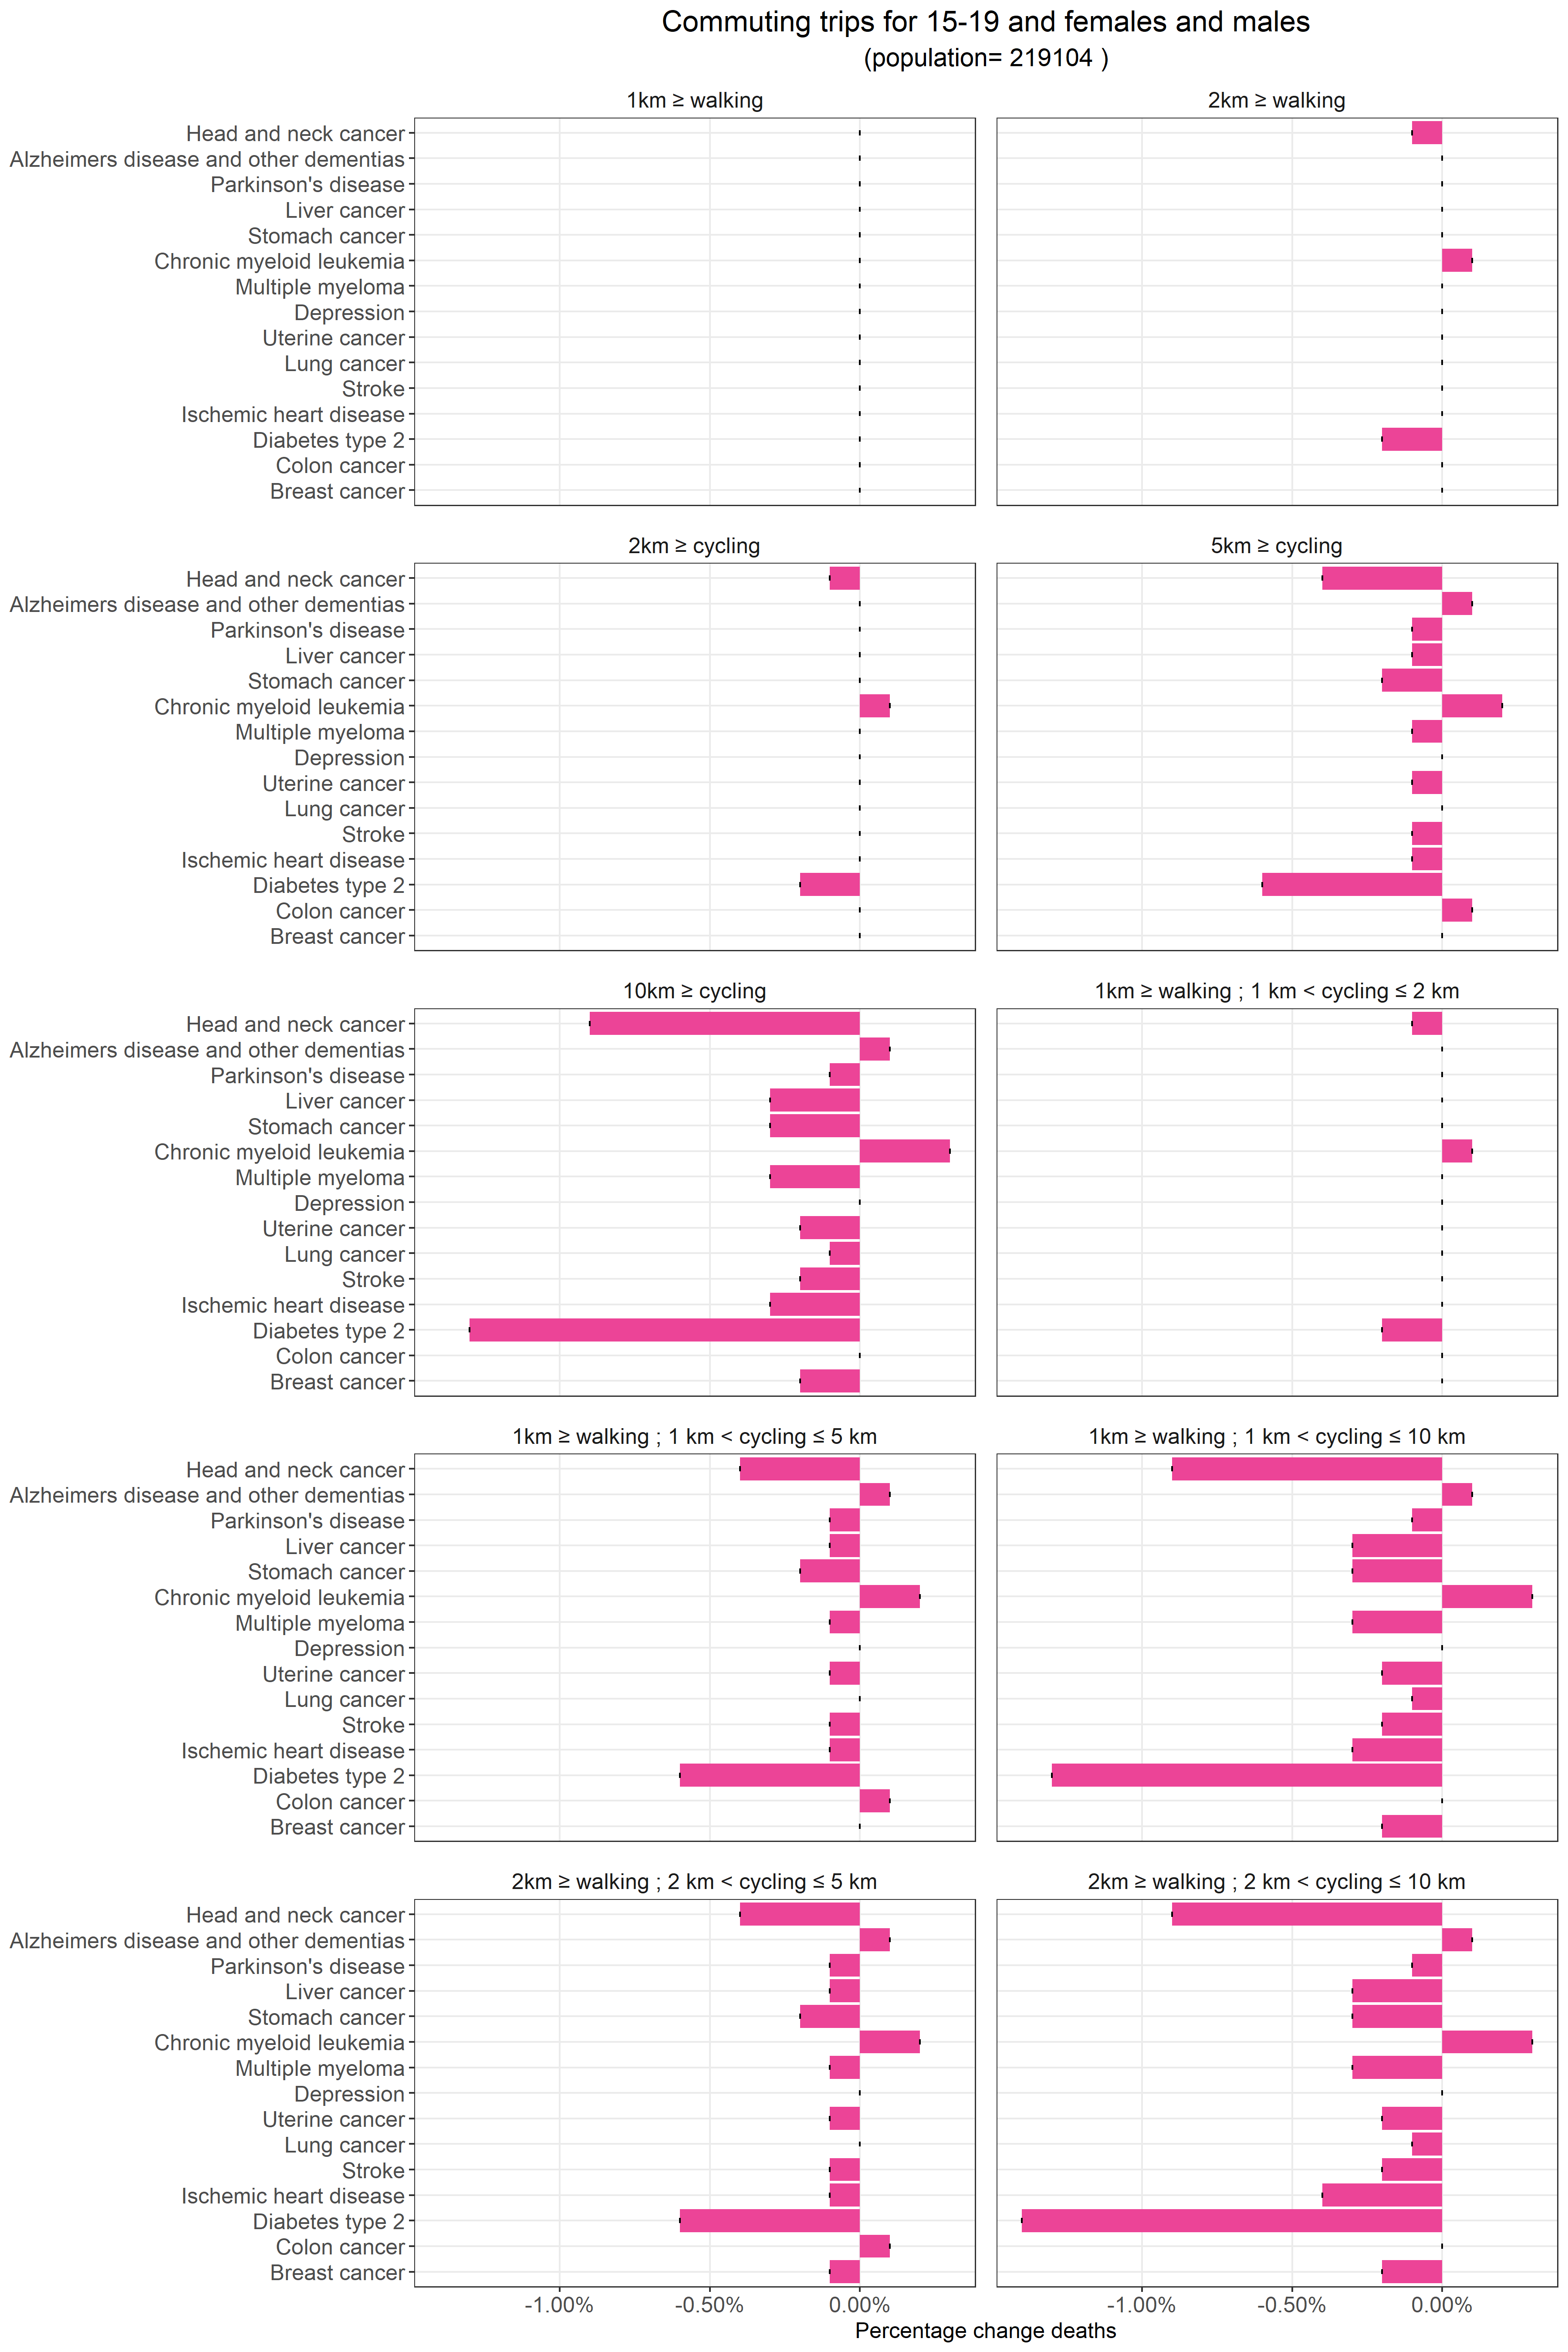 Commuting trips for 15-19 and females and males
(population= 219104 )
1km ≥ walking
2km ≥ walking
Head and neck cancer
Alzheimers disease and other dementias
Parkinson's disease
Liver cancer
Stomach cancer
Chronic myeloid leukemia
Multiple myeloma
Depression
Uterine cancer
Lung cancer
Stroke
Ischemic heart disease
Diabetes type 2
Colon cancer
Breast cancer
2km ≥ cycling
5km ≥ cycling
Head and neck cancer
Alzheimers disease and other dementias
Parkinson's disease
Liver cancer
Stomach cancer
Chronic myeloid leukemia
Multiple myeloma
Depression
Uterine cancer
Lung cancer
Stroke
Ischemic heart disease
Diabetes type 2
Colon cancer
Breast cancer
10km ≥ cycling
1km ≥ walking ; 1 km < cycling ≤ 2 km
Head and neck cancer
Alzheimers disease and other dementias
Parkinson's disease
Liver cancer
Stomach cancer
Chronic myeloid leukemia
Multiple myeloma
Depression
Uterine cancer
Lung cancer
Stroke
Ischemic heart disease
Diabetes type 2
Colon cancer
Breast cancer
1km ≥ walking ; 1 km < cycling ≤ 5 km
1km ≥ walking ; 1 km < cycling ≤ 10 km
Head and neck cancer
Alzheimers disease and other dementias
Parkinson's disease
Liver cancer
Stomach cancer
Chronic myeloid leukemia
Multiple myeloma
Depression
Uterine cancer
Lung cancer
Stroke
Ischemic heart disease
Diabetes type 2
Colon cancer
Breast cancer
2km ≥ walking ; 2 km < cycling ≤ 5 km
2km ≥ walking ; 2 km < cycling ≤ 10 km
Head and neck cancer
Alzheimers disease and other dementias
Parkinson's disease
Liver cancer
Stomach cancer
Chronic myeloid leukemia
Multiple myeloma
Depression
Uterine cancer
Lung cancer
Stroke
Ischemic heart disease
Diabetes type 2
Colon cancer
Breast cancer
-1.00% -0.50% 0.00% -1.00% -0.50% 0.00%
Percentage change deaths